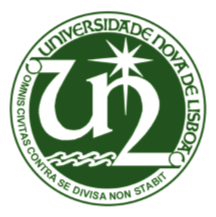 UNIVERSIDADE NOVA DE LISBOA
OMNIS CIVITAS CONTRA SE DIVISA NON STABIT